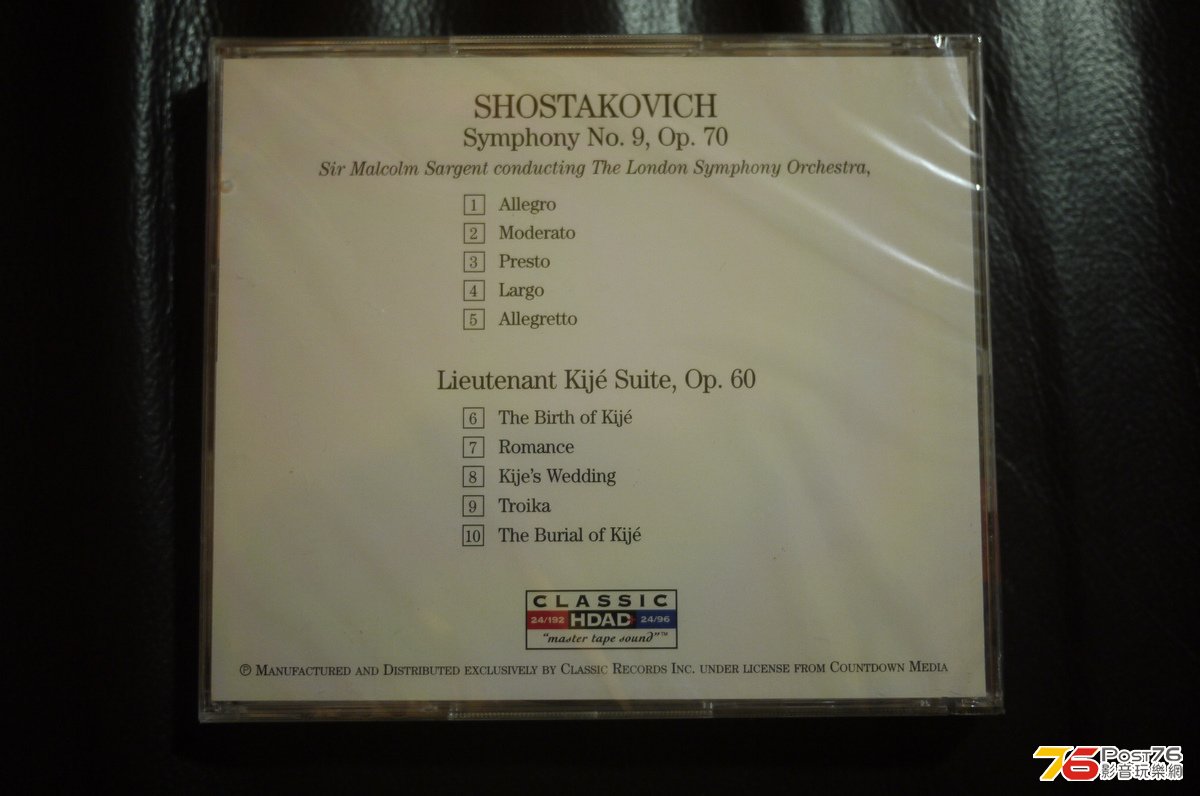 SHOSTAKOVICH
Symphony No. 9, Op. 70
Sir Malcolm Sargent conducting The London Symphony Orchestra,
1 Allegro
2 Moderato
3 Presto
4 Largo
5 Allegretto
Lieutenant Kijé Suite, Op. 60
6 The Birth of Kijé
7 Romance
8 Kije's Wedding
9 Troika
10 The Burial of Kijé
CLASSIC
24/192 HDAD 24/96
"master tape sound"™
℗ Manufactured and Distributed exclusively by Classic Records Inc. under license from Countdown Media
76 Post76
影音玩樂網